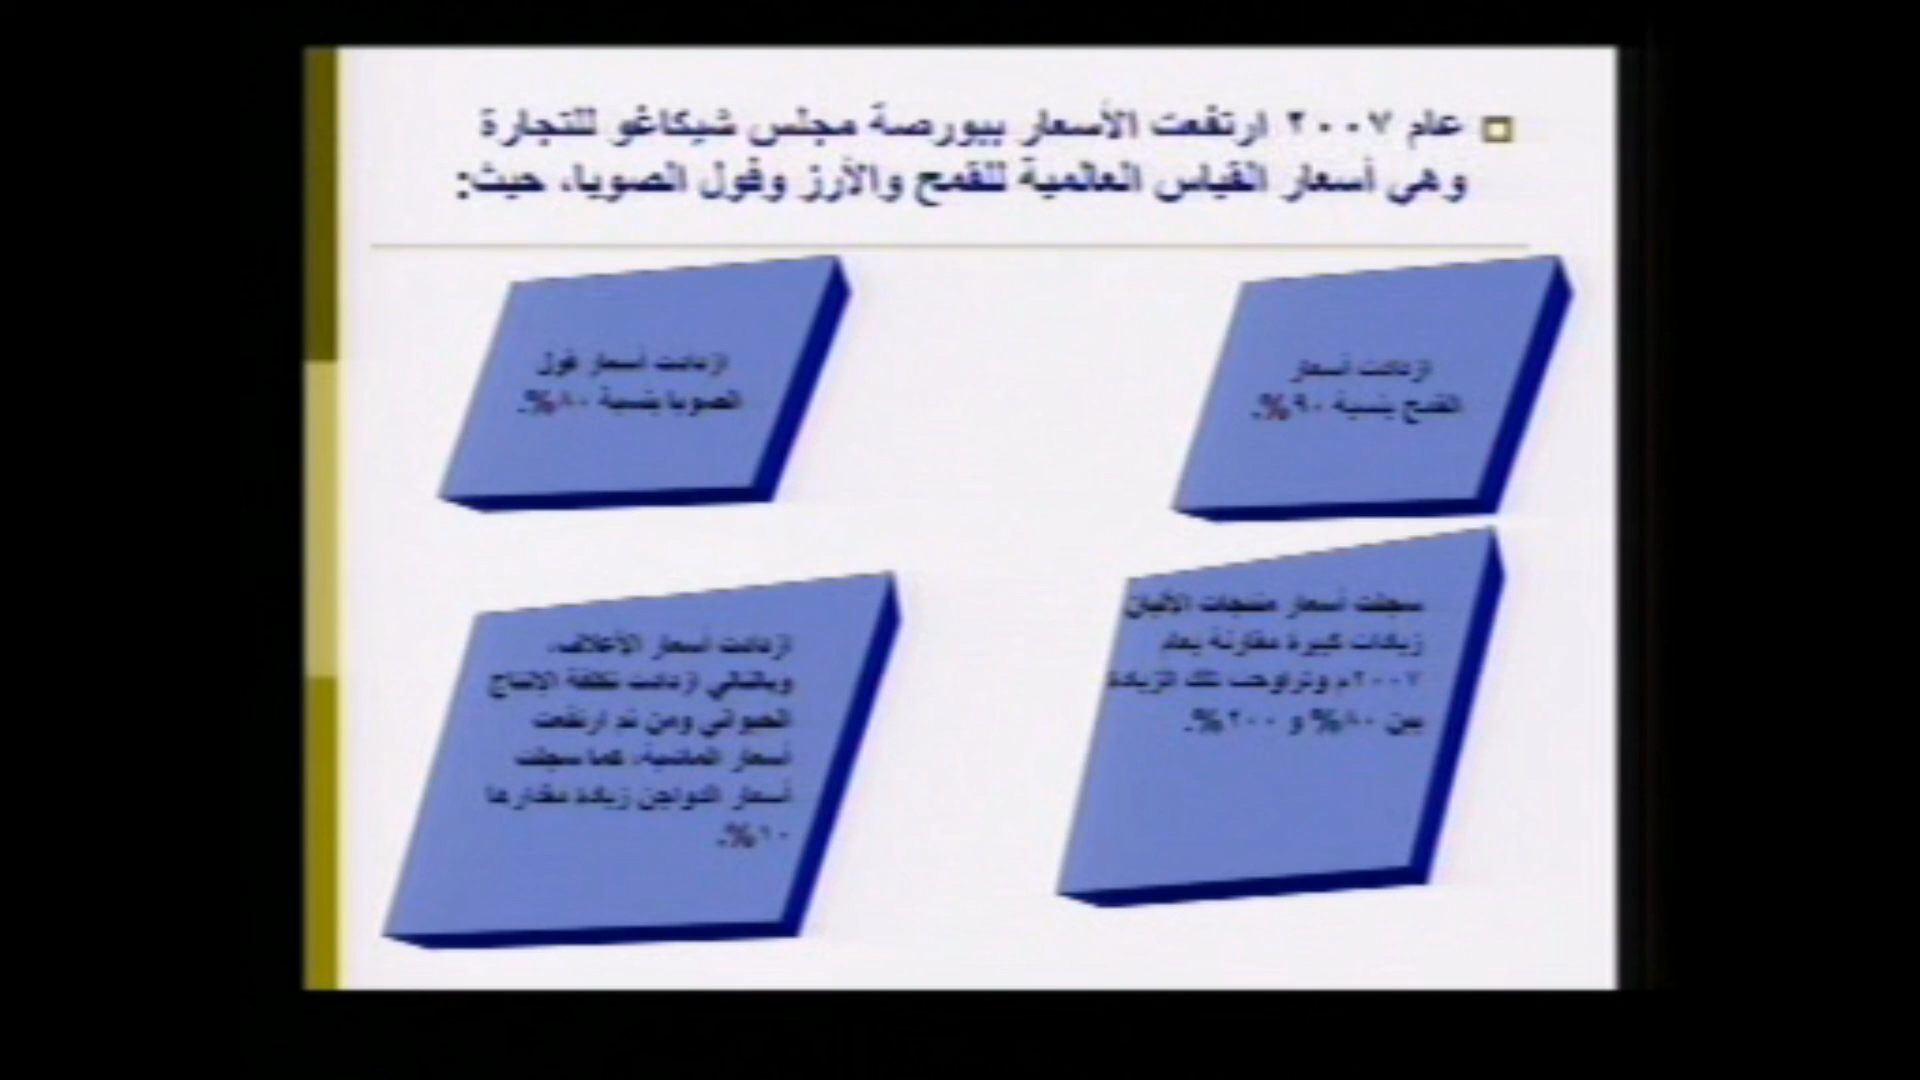 عام ٢٠٠٧ ارتفعت الأسعار ببورصة مجلس شيكاغو للتجارة
وهي أسعار القياس العالمية للقمح والأرز وفول الصويا، حيث:
ازدادت أسعار
القمح بنسبة ٩٠%.
ازدادت أسعار فول
الصويا بنسبة ٨٠%.
سجلت أسعار منتجات الألبان
زيادات كبيرة مقارنة بعام
٢٠٠٧م وتراوحت تلك الزيادة
بين ٨٠% و ٢٠٠%.
ازدادت أسعار الأعلاف،
وبالتالي ازدادت تكلفة الإنتاج
الحيواني ومن ثم ارتفعت
أسعار الماشية، كما سجلت
أسعار الدواجن زيادة مقدارها
١٠%.